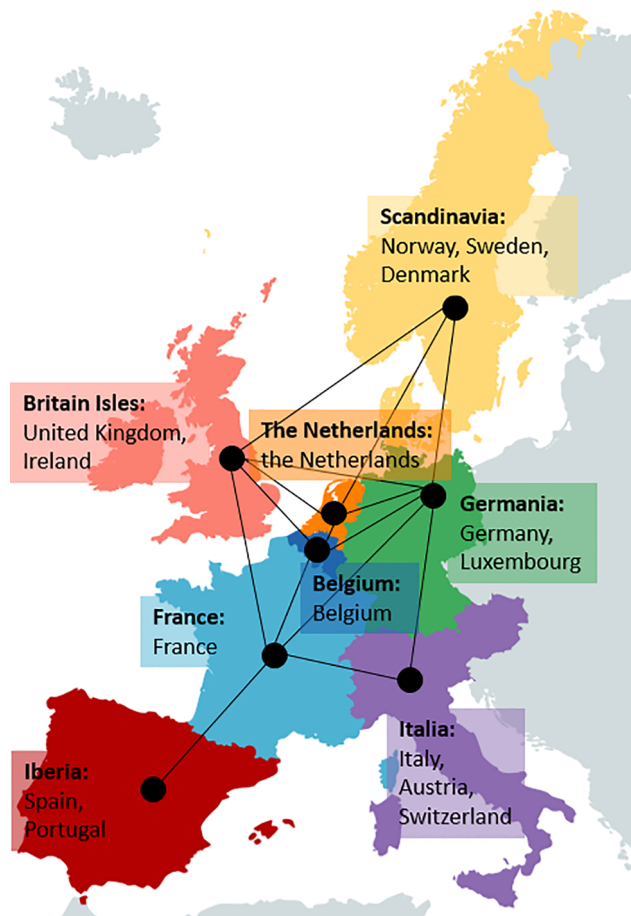 Scandinavia:
Norway, Sweden,
Denmark
Britain Isles:
United Kingdom,
Ireland
The Netherlands:
the Netherlands
Germania:
Germany,
Luxembourg
Belgium:
Belgium
France:
France
Italia:
Italy,
Austria,
Switzerland
Iberia:
Spain,
Portugal